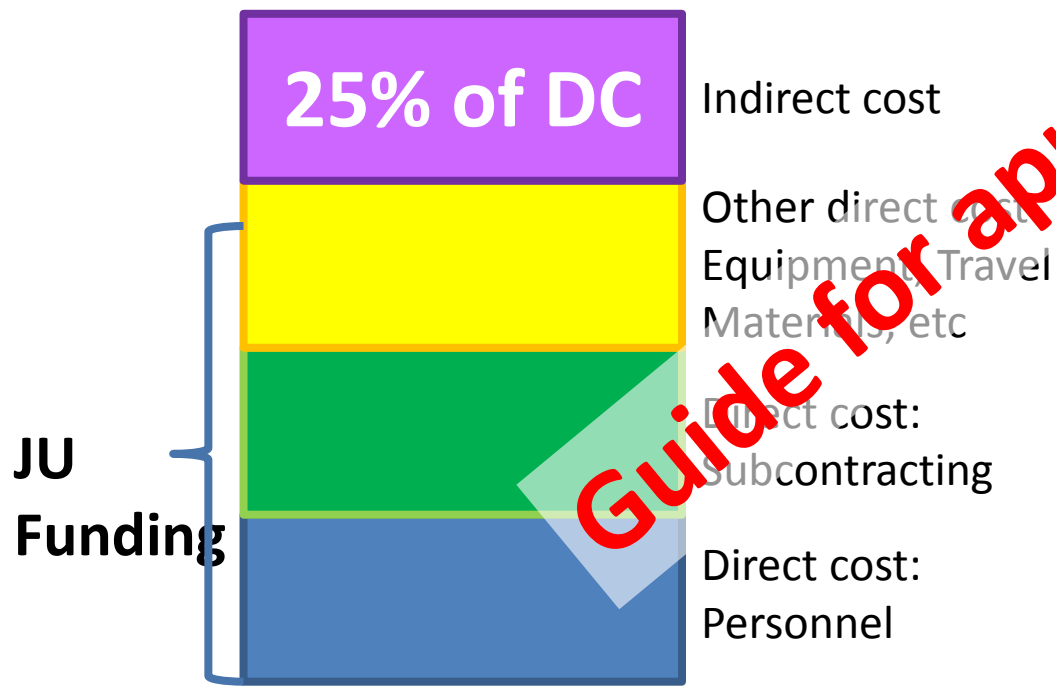 25% of DC
Indirect cost
Other direct cost
Equipment, Travel
Materials, etc
JU
Funding
Direct cost:
Subcontracting
Direct cost:
Personnel
Guide for